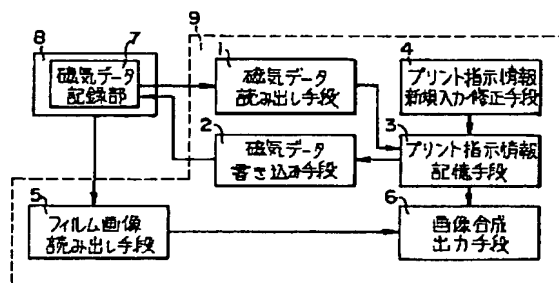 8
7
磁気データ
記録部
9
1
磁気データ
読み出し手段
4
プリント指示情報
新規入力・修正手段
2
磁気データ
書き込み手段
3
プリント指示情報
記憶手段
5
フィルム画像
読み出し手段
6
画像合成
出力手段